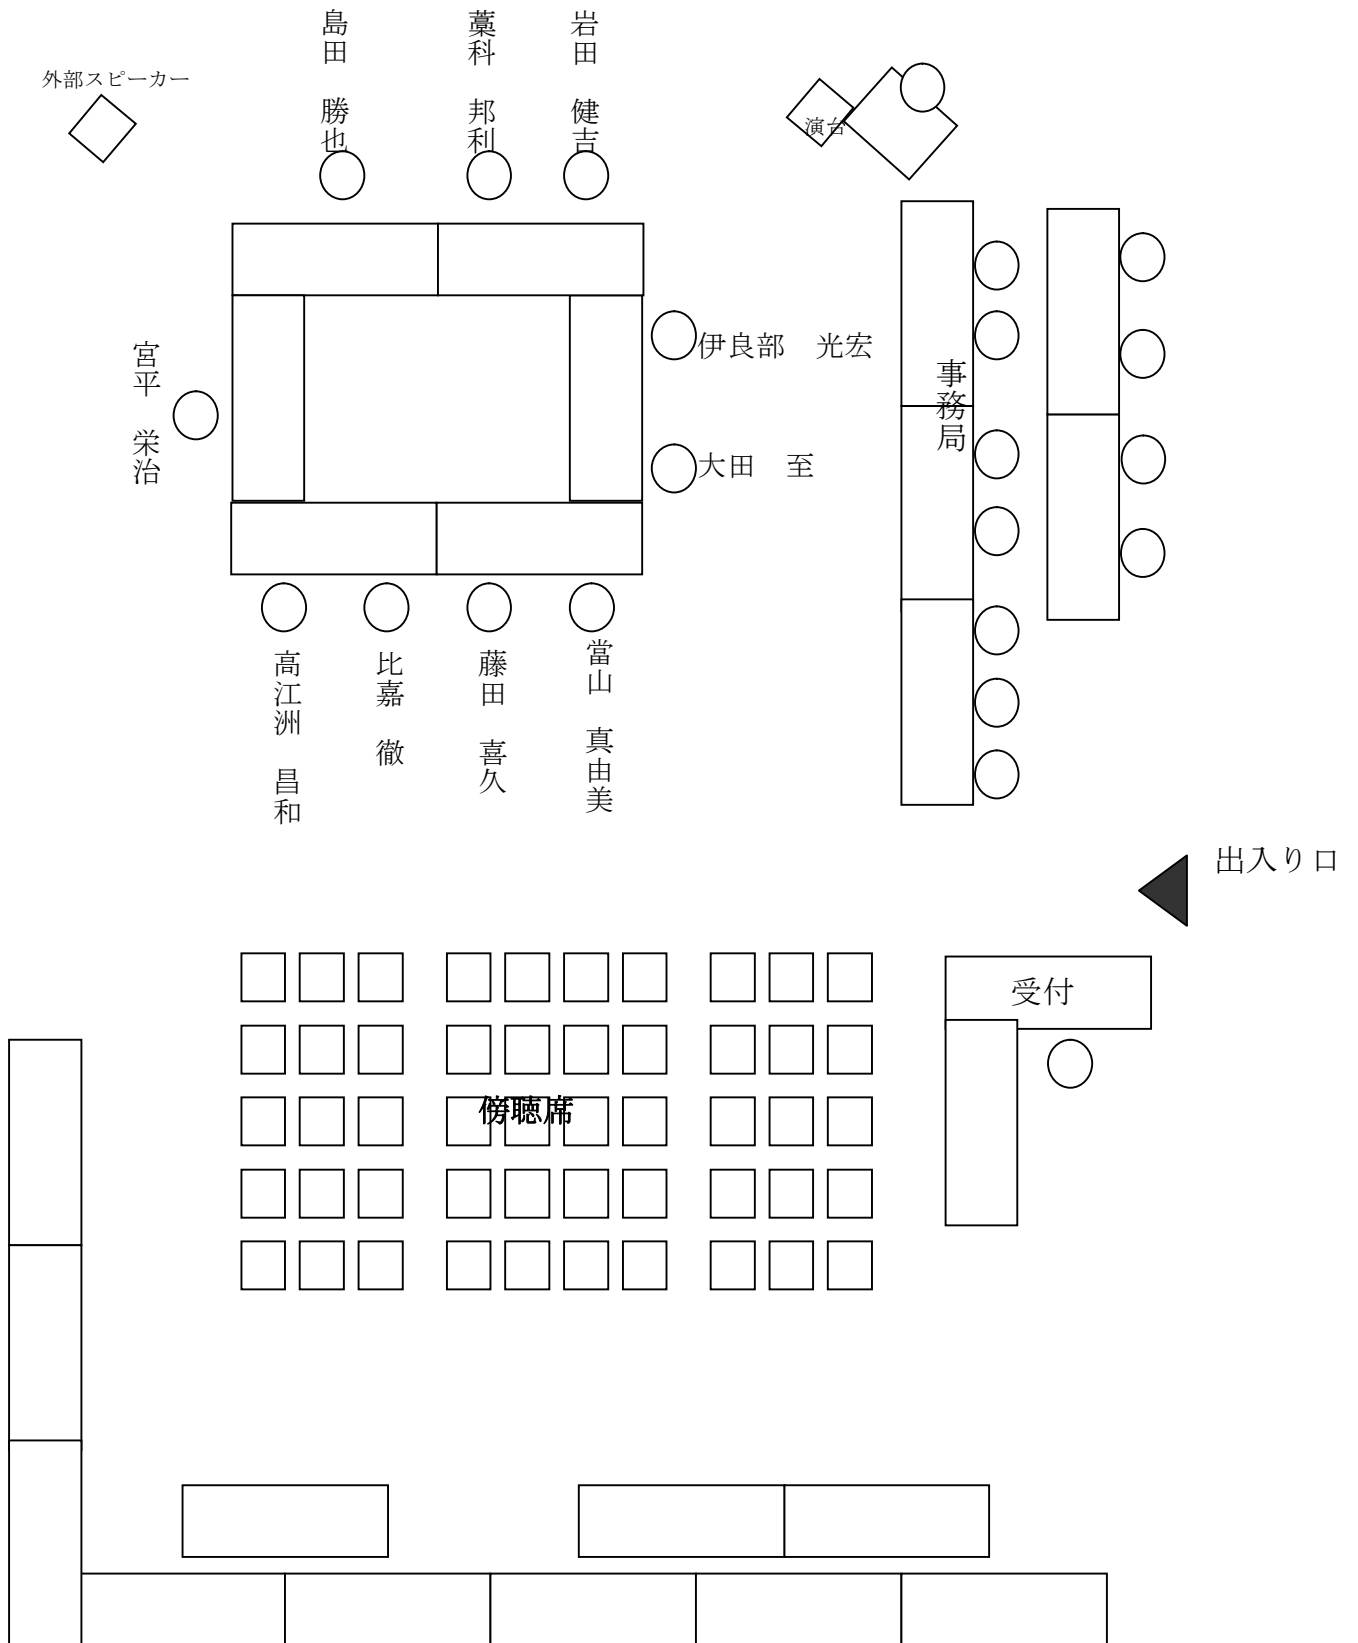 島田　勝也
藁科　邦利
岩田　健吉
外部スピーカー
演台
宮平　栄治
伊良部　光宏
大田　至
事務局
高江洲　昌和
比嘉　徹
藤田　喜久
當山　真由美
出入り口
受付
傍聴席